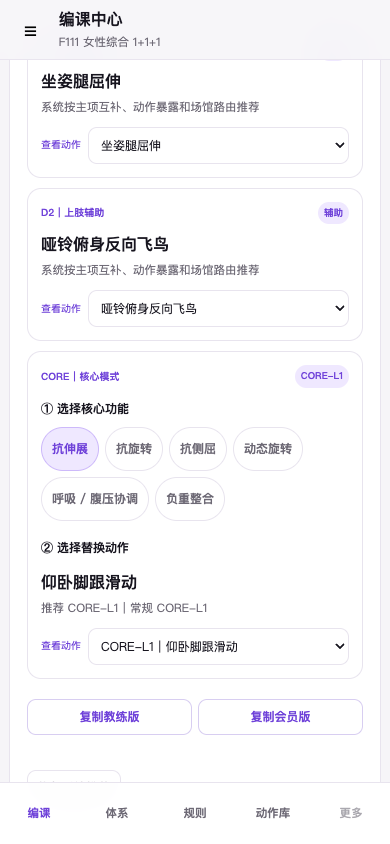 编课中心
F111 女性综合 1+1+1
坐姿腿屈伸
系统按主项互补、动作暴露和场馆路由推荐
查看动作 坐姿腿屈伸
D2｜上肢辅助 辅助
哑铃俯身反向飞鸟
系统按主项互补、动作暴露和场馆路由推荐
查看动作 哑铃俯身反向飞鸟
CORE｜核心模式 CORE-L1
① 选择核心功能
抗伸展 抗旋转 抗侧屈 动态旋转
呼吸 / 腹压协调 负重整合
② 选择替换动作
仰卧脚跟滑动
推荐 CORE-L1｜常规 CORE-L1
查看动作 CORE-L1｜仰卧脚跟滑动
复制教练版 复制会员版
编课 体系 规则 动作库 更多